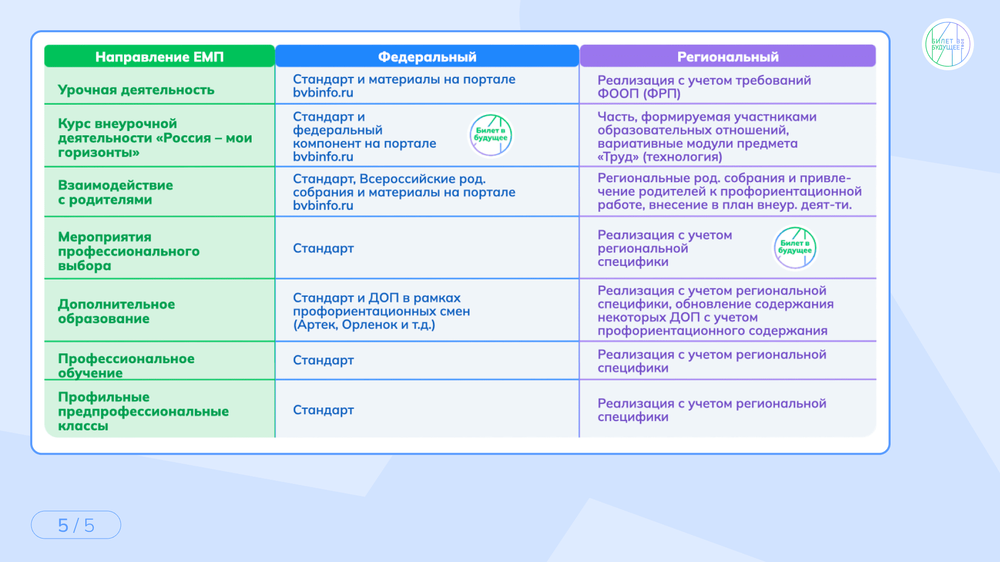 Направление ЕМП
Федеральный
Региональный
Урочная деятельность
Стандарт и материалы на портале
bvbinfo.ru
Реализация с учетом требований
ФООП (ФРП)
Курс внеурочной
деятельности «Россия – мои
горизонты»
Стандарт и
федеральный
компонент на портале
bvbinfo.ru
Билет в
будущее
Часть, формируемая участниками
образовательных отношений,
вариативные модули предмета
«Труд» (технология)
Взаимодействие
с родителями
Стандарт, Всероссийские род.
собрания и материалы на портале
bvbinfo.ru
Региональные род. собрания и привле-
чение родителей к профориентационной
работе, внесение в план внеур. деят-ти.
Мероприятия
профессионального
выбора
Стандарт
Реализация с учетом
региональной
специфики
Билет в
будущее
Дополнительное
образование
Стандарт и ДОП в рамках
профориентационных смен
(Артек, Орленок и т.д.)
Реализация с учетом региональной
специфики, обновление содержания
некоторых ДОП с учетом
профориентационного содержания
Профессиональное
обучение
Стандарт
Реализация с учетом региональной
специфики
Профильные
предпрофессиональные
классы
Стандарт
Реализация с учетом региональной
специфики
БИЛЕТ В
БУДУЩЕЕ
ТВОЕ
5 / 5